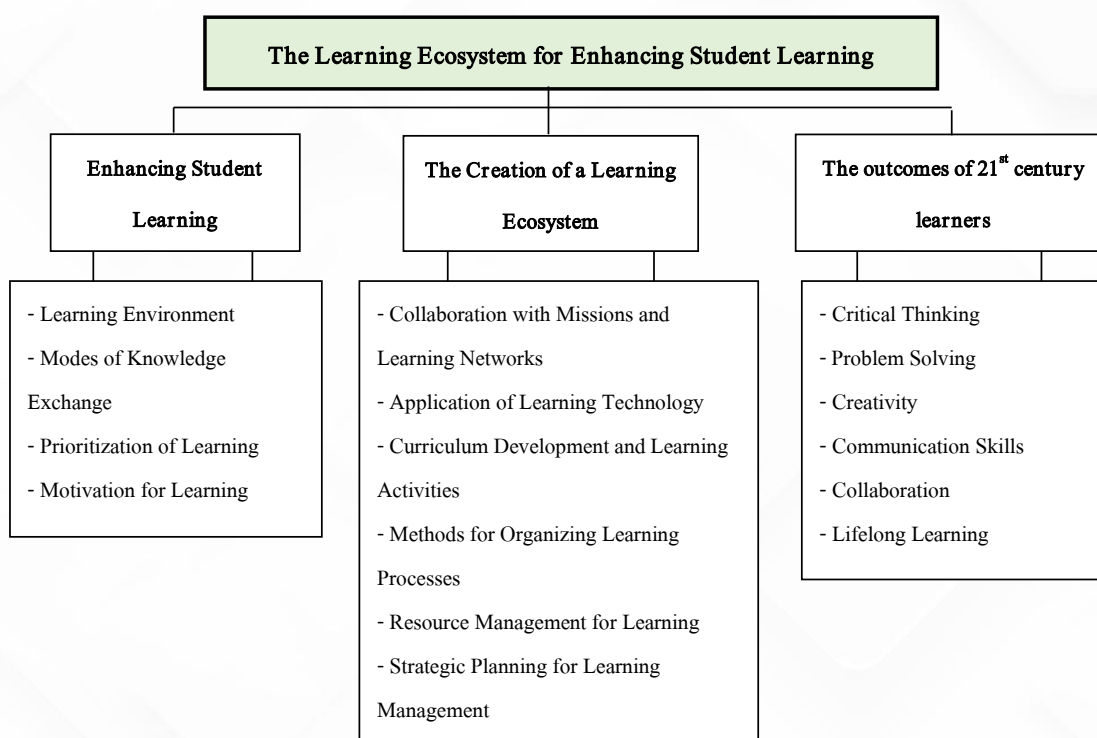 The Learning Ecosystem for Enhancing Student Learning
Enhancing Student
Learning
- Learning Environment
- Modes of Knowledge
Exchange
- Prioritization of Learning
- Motivation for Learning
The Creation of a Learning
Ecosystem
- Collaboration with Missions and
Learning Networks
- Application of Learning Technology
- Curriculum Development and Learning
Activities
- Methods for Organizing Learning
Processes
- Resource Management for Learning
- Strategic Planning for Learning
Management
The outcomes of 21st century
learners
- Critical Thinking
- Problem Solving
- Creativity
- Communication Skills
- Collaboration
- Lifelong Learning